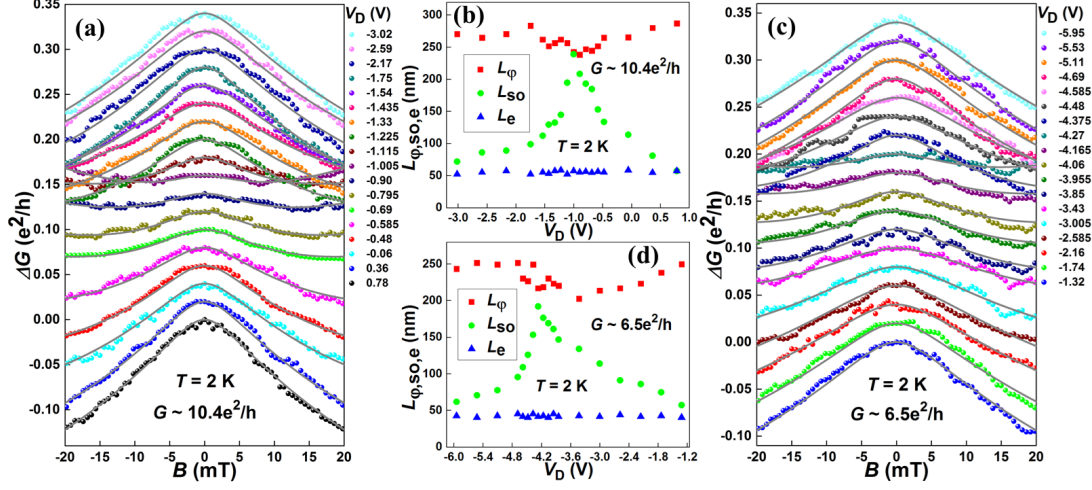 (a)
ΔG (e²/h)
0.35
0.30
0.25
0.20
0.15
0.10
0.05
0.00
-0.05
-0.10
-20 -15 -10 -5 0 5 10 15 20
B (mT)
T = 2 K
G ~ 10.4e²/h
V_D (V)
-3.02
-2.59
-2.17
-1.75
-1.54
-1.435
-1.33
-1.225
-1.115
-1.005
-0.90
-0.795
-0.69
-0.585
-0.48
-0.06
0.36
0.78
(b)
L_φ,so,e (nm)
300
250
200
150
100
50
0
L_φ
L_so
L_e
G ~ 10.4e²/h
T = 2 K
-3.0 -2.5 -2.0 -1.5 -1.0 -0.5 0.0 0.5 1.0
V_D (V)
(d)
L_φ,so,e (nm)
250
200
150
100
50
0
L_φ
L_so
L_e
G ~ 6.5e²/h
T = 2 K
-6.0 -5.4 -4.8 -4.2 -3.6 -3.0 -2.4 -1.8 -1.2
V_D (V)
(c)
ΔG (e²/h)
0.35
0.30
0.25
0.20
0.15
0.10
0.05
0.00
-0.05
-0.10
-20 -15 -10 -5 0 5 10 15 20
B (mT)
T = 2 K
G ~ 6.5e²/h
V_D (V)
-5.95
-5.53
-5.11
-4.69
-4.585
-4.48
-4.375
-4.27
-4.165
-4.06
-3.955
-3.85
-3.43
-3.005
-2.585
-2.16
-1.74
-1.32